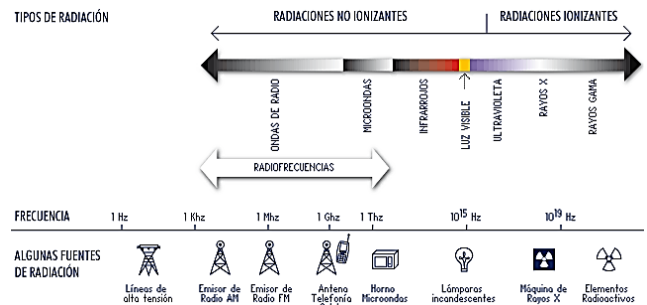 TIPOS DE RADIACIÓN
RADIACIONES NO IONIZANTES
RADIACIONES IONIZANTES
ONDAS DE RADIO
MICROONDAS
INFRARROJOS
LUZ VISIBLE
ULTRAVIOLETA
RAYOS X
RAYOS GAMA
RADIOFRECUENCIAS
FRECUENCIA
1 Hz
1 Khz
1 Mhz
1 Ghz
1 Thz
10¹⁵ Hz
10¹⁹ Hz
ALGUNAS FUENTES
DE RADIACIÓN
Líneas de
alta tensión
Emisor de
Radio AM
Emisor de
Radio FM
Antena
Telefonía
Horno
Microondas
Lámparas
incandescentes
Máquina de
Rayos X
Elementos
Radioactivos